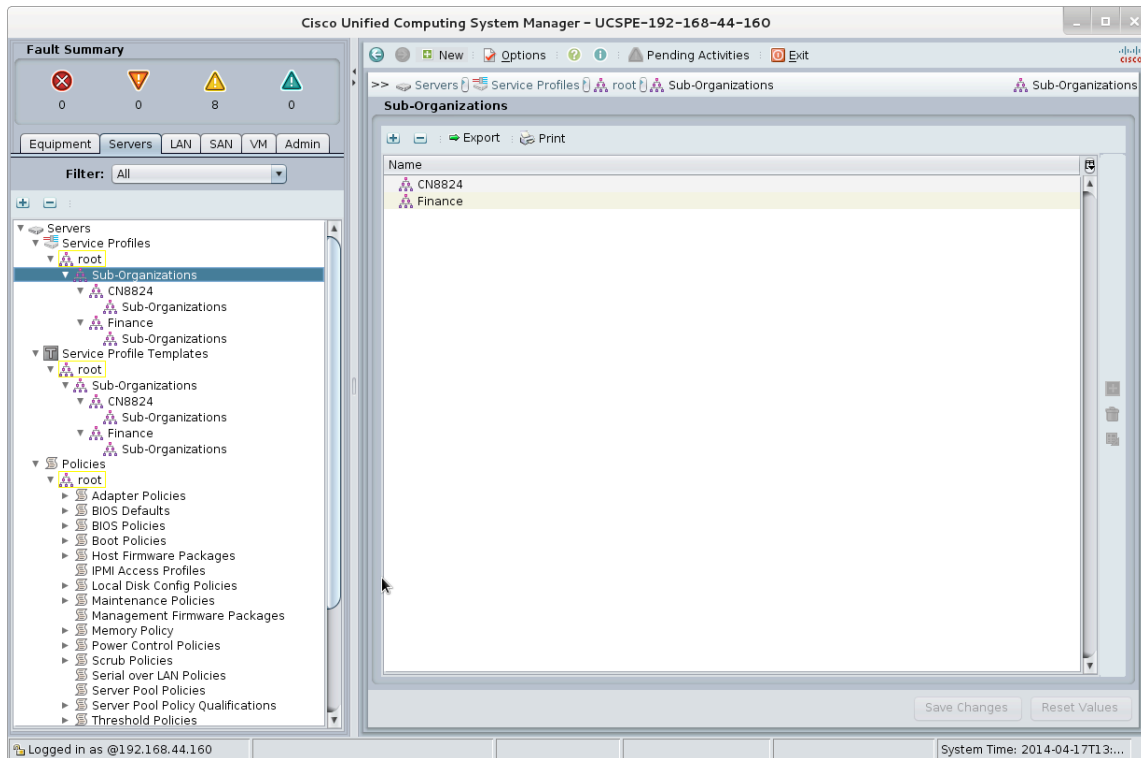 Cisco Unified Computing System Manager - UCSPE-192-168-44-160
Fault Summary
0 0 8 0
Equipment Servers LAN SAN VM Admin
Filter: All
Servers
Service Profiles
root
Sub-Organizations
CN8824
Sub-Organizations
Finance
Sub-Organizations
Service Profile Templates
root
Sub-Organizations
CN8824
Sub-Organizations
Finance
Sub-Organizations
Policies
root
Adapter Policies
BIOS Defaults
BIOS Policies
Boot Policies
Host Firmware Packages
IPMI Access Profiles
Local Disk Config Policies
Maintenance Policies
Management Firmware Packages
Memory Policy
Power Control Policies
Scrub Policies
Serial over LAN Policies
Server Pool Policies
Server Pool Policy Qualifications
Threshold Policies
New Options Pending Activities Exit
CISCO
>> Servers Service Profiles root Sub-Organizations Sub-Organizations
Sub-Organizations
Export Print
Name
CN8824
Finance
Save Changes Reset Values
Logged in as @192.168.44.160 System Time: 2014-04-17T13:...